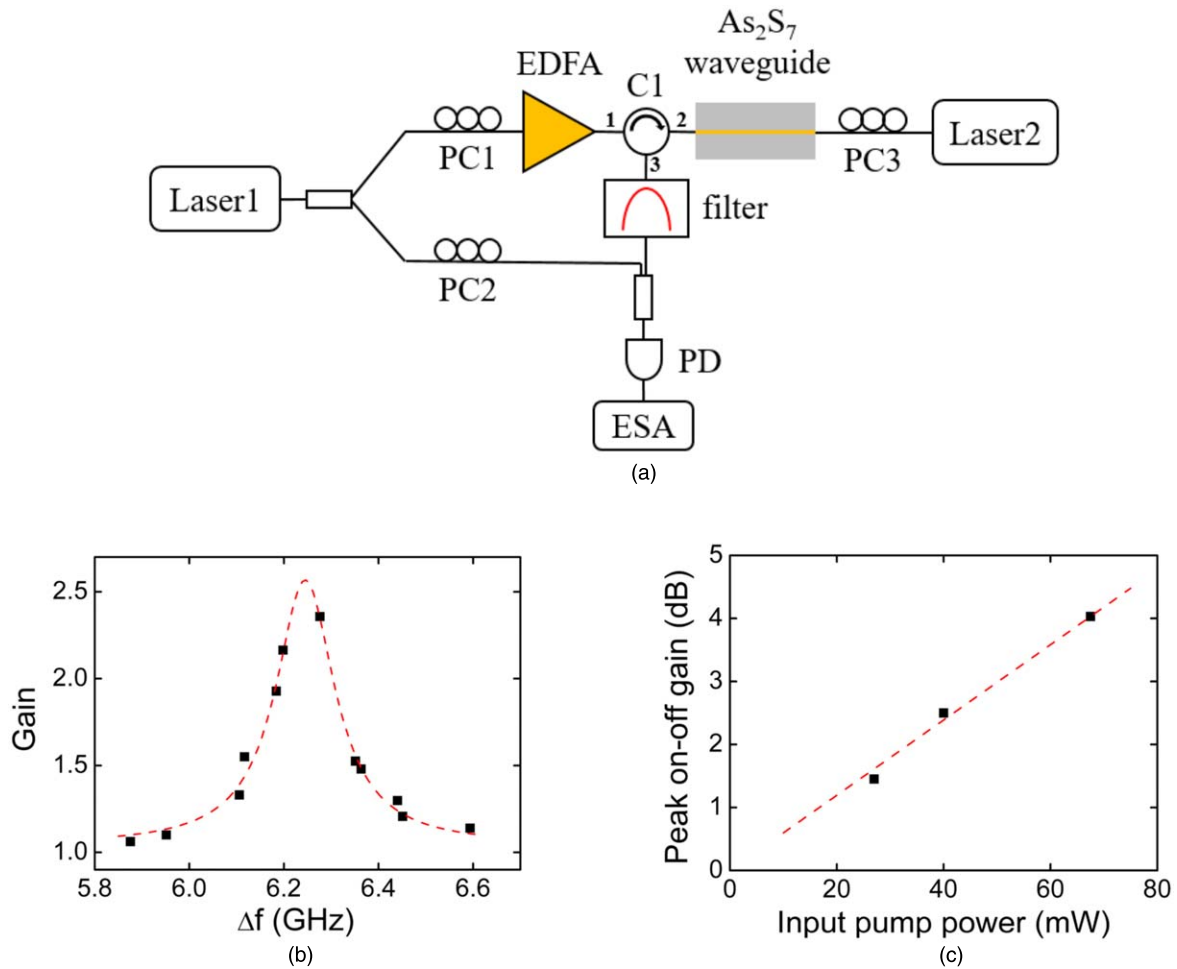 As₂S₇
waveguide
EDFA
C1
1
2
3
PC1
PC3
Laser2
Laser1
filter
PC2
PD
ESA
(a)
Gain
2.5
2.0
1.5
1.0
5.8 6.0 6.2 6.4 6.6
Δf (GHz)
(b)
Peak on-off gain (dB)
5
4
3
2
1
0
0 20 40 60 80
Input pump power (mW)
(c)